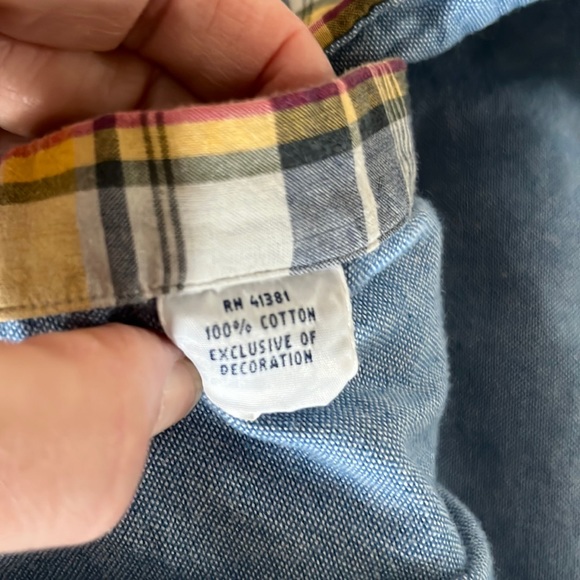 RN 41381
100% COTTON
EXCLUSIVE OF
DECORATION